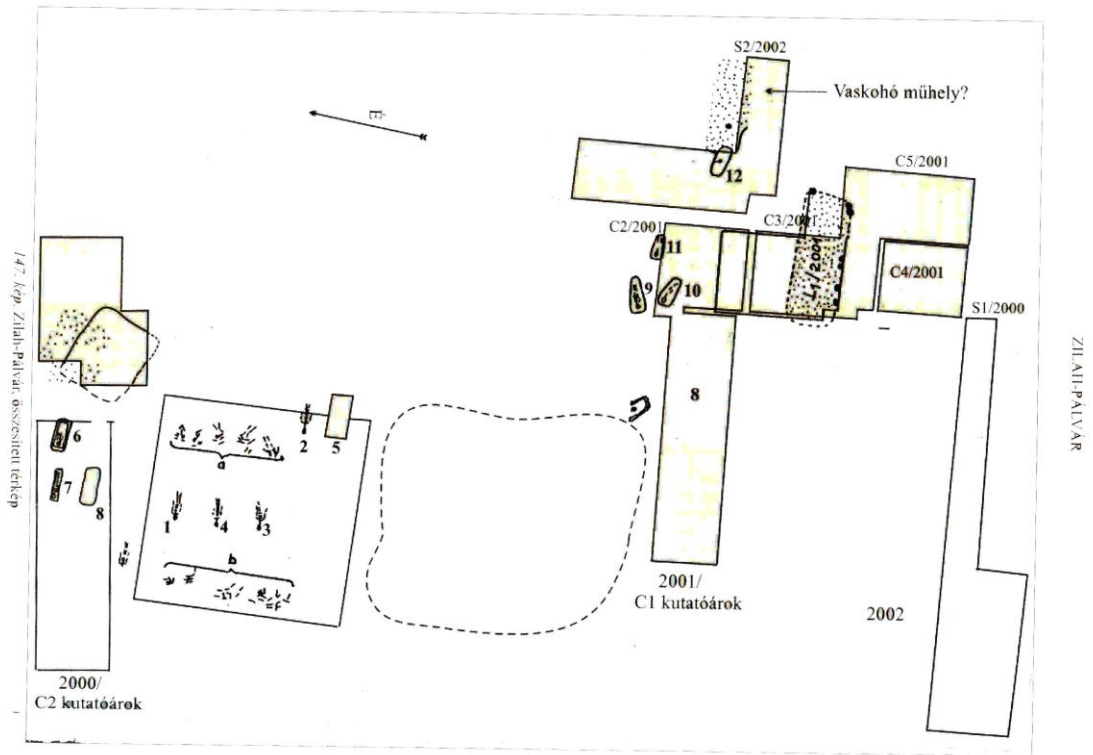 S2/2002
Vaskohó műhely?
É
12
C5/2001
C2/2001
C3/2001
11
L1/2001
C4/2001
9
10
S1/2000
8
2
5
a
6
7
8
1
4
3
b
2001/
C1 kutatóárok
2002
2000/
C2 kutatóárok
147. kép. Zilah-Pálvár, összesített térkép
ZILAH-PÁLVÁR